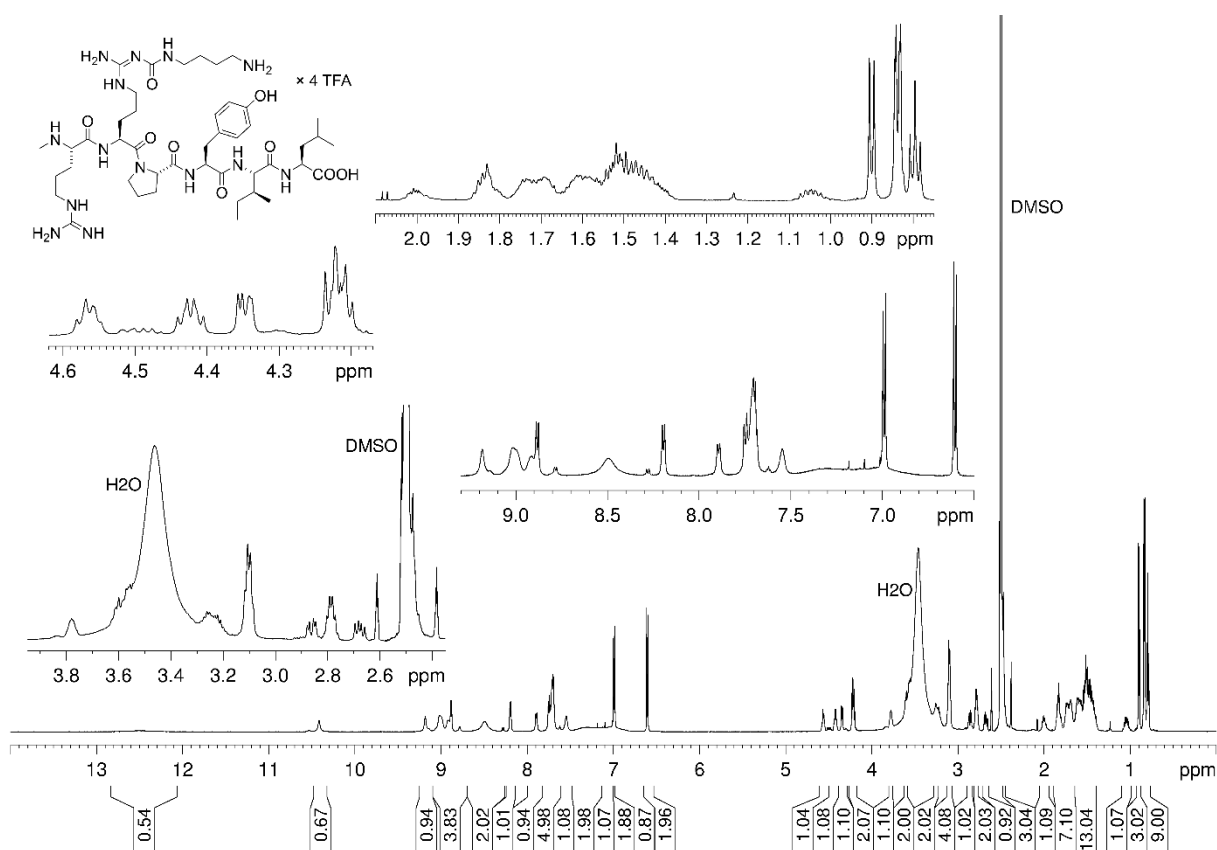 NH2 N O H N NH2
HN
× 4 TFA
OH
H N O N H O N O N H O H N O N H COOH
NH
H2N NH
2.0 1.9 1.8 1.7 1.6 1.5 1.4 1.3 1.2 1.1 1.0 0.9 ppm
DMSO
4.6 4.5 4.4 4.3 ppm
H2O
DMSO
3.8 3.6 3.4 3.2 3.0 2.8 2.6 ppm
9.0 8.5 8.0 7.5 7.0 ppm
H2O
13 12 11 10 9 8 7 6 5 4 3 2 1 ppm
0.54 0.67 0.94 3.83 2.02 1.01 0.94 4.98 1.08 1.98 1.07 1.88 0.87 1.96 1.04 1.08 1.10 2.07 1.10 2.00 2.02 4.08 1.02 2.03 0.92 3.04 1.09 7.10 13.04 1.07 3.02 9.00